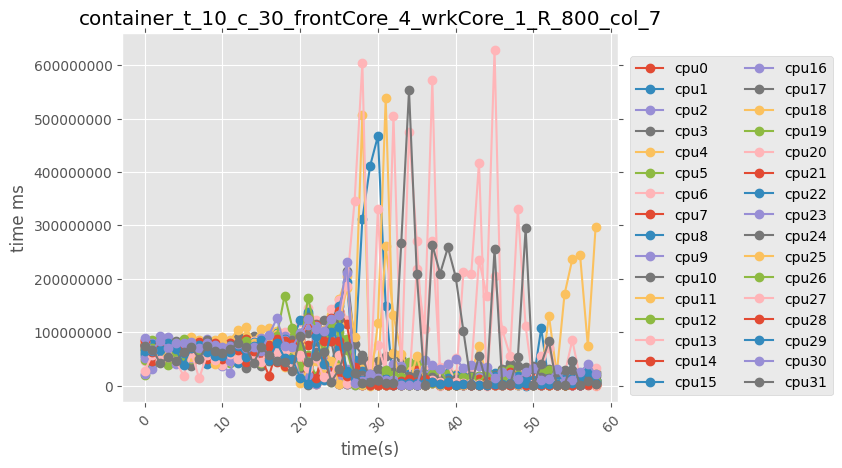 container_t_10_c_30_frontCore_4_wrkCore_1_R_800_col_7
time ms
600000000
500000000
400000000
300000000
200000000
100000000
0
0
10
20
30
40
50
60
time(s)
cpu0
cpu1
cpu2
cpu3
cpu4
cpu5
cpu6
cpu7
cpu8
cpu9
cpu10
cpu11
cpu12
cpu13
cpu14
cpu15
cpu16
cpu17
cpu18
cpu19
cpu20
cpu21
cpu22
cpu23
cpu24
cpu25
cpu26
cpu27
cpu28
cpu29
cpu30
cpu31